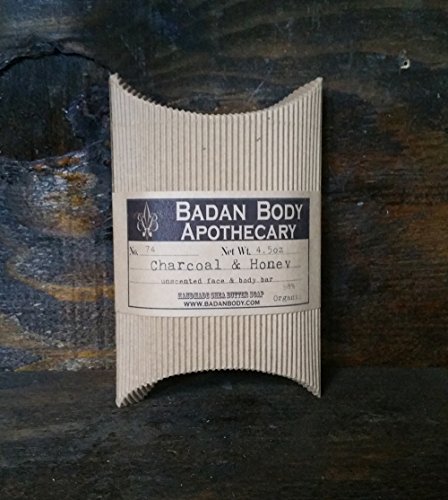 BADAN BODY
APOTHECARY
No. 74 Net Wt. 4.5oz
Charcoal & Honey
unscented face & body bar
HANDMADE SHEA BUTTER SOAP
Organic
WWW.BADANBODY.COM